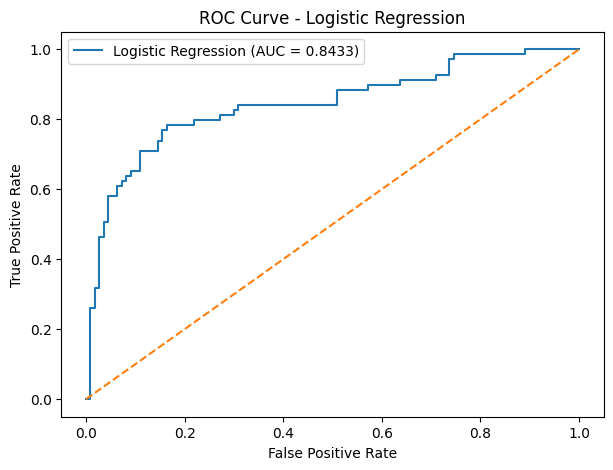 ROC Curve - Logistic Regression
Logistic Regression (AUC = 0.8433)
True Positive Rate
1.0
0.8
0.6
0.4
0.2
0.0
0.0 0.2 0.4 0.6 0.8 1.0
False Positive Rate